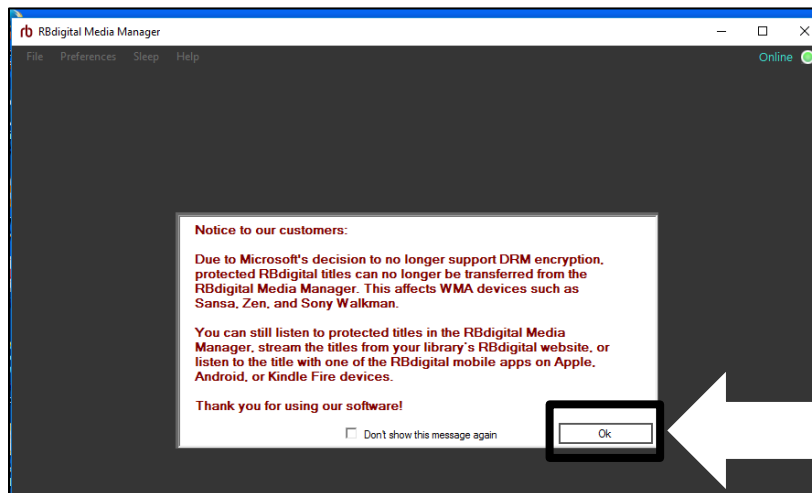 rb RBdigital Media Manager
File Preferences Sleep Help
Online
Notice to our customers:
Due to Microsoft's decision to no longer support DRM encryption,
protected RBdigital titles can no longer be transferred from the
RBdigital Media Manager. This affects WMA devices such as
Sansa, Zen, and Sony Walkman.
You can still listen to protected titles in the RBdigital Media
Manager, stream the titles from your library's RBdigital website, or
listen to the title with one of the RBdigital mobile apps on Apple,
Android, or Kindle Fire devices.
Thank you for using our software!
Don't show this message again
Ok